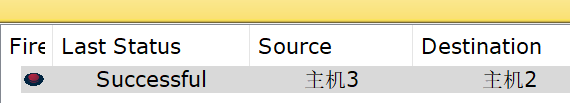 Fire Last Status Source Destination
Successful 主机3 主机2